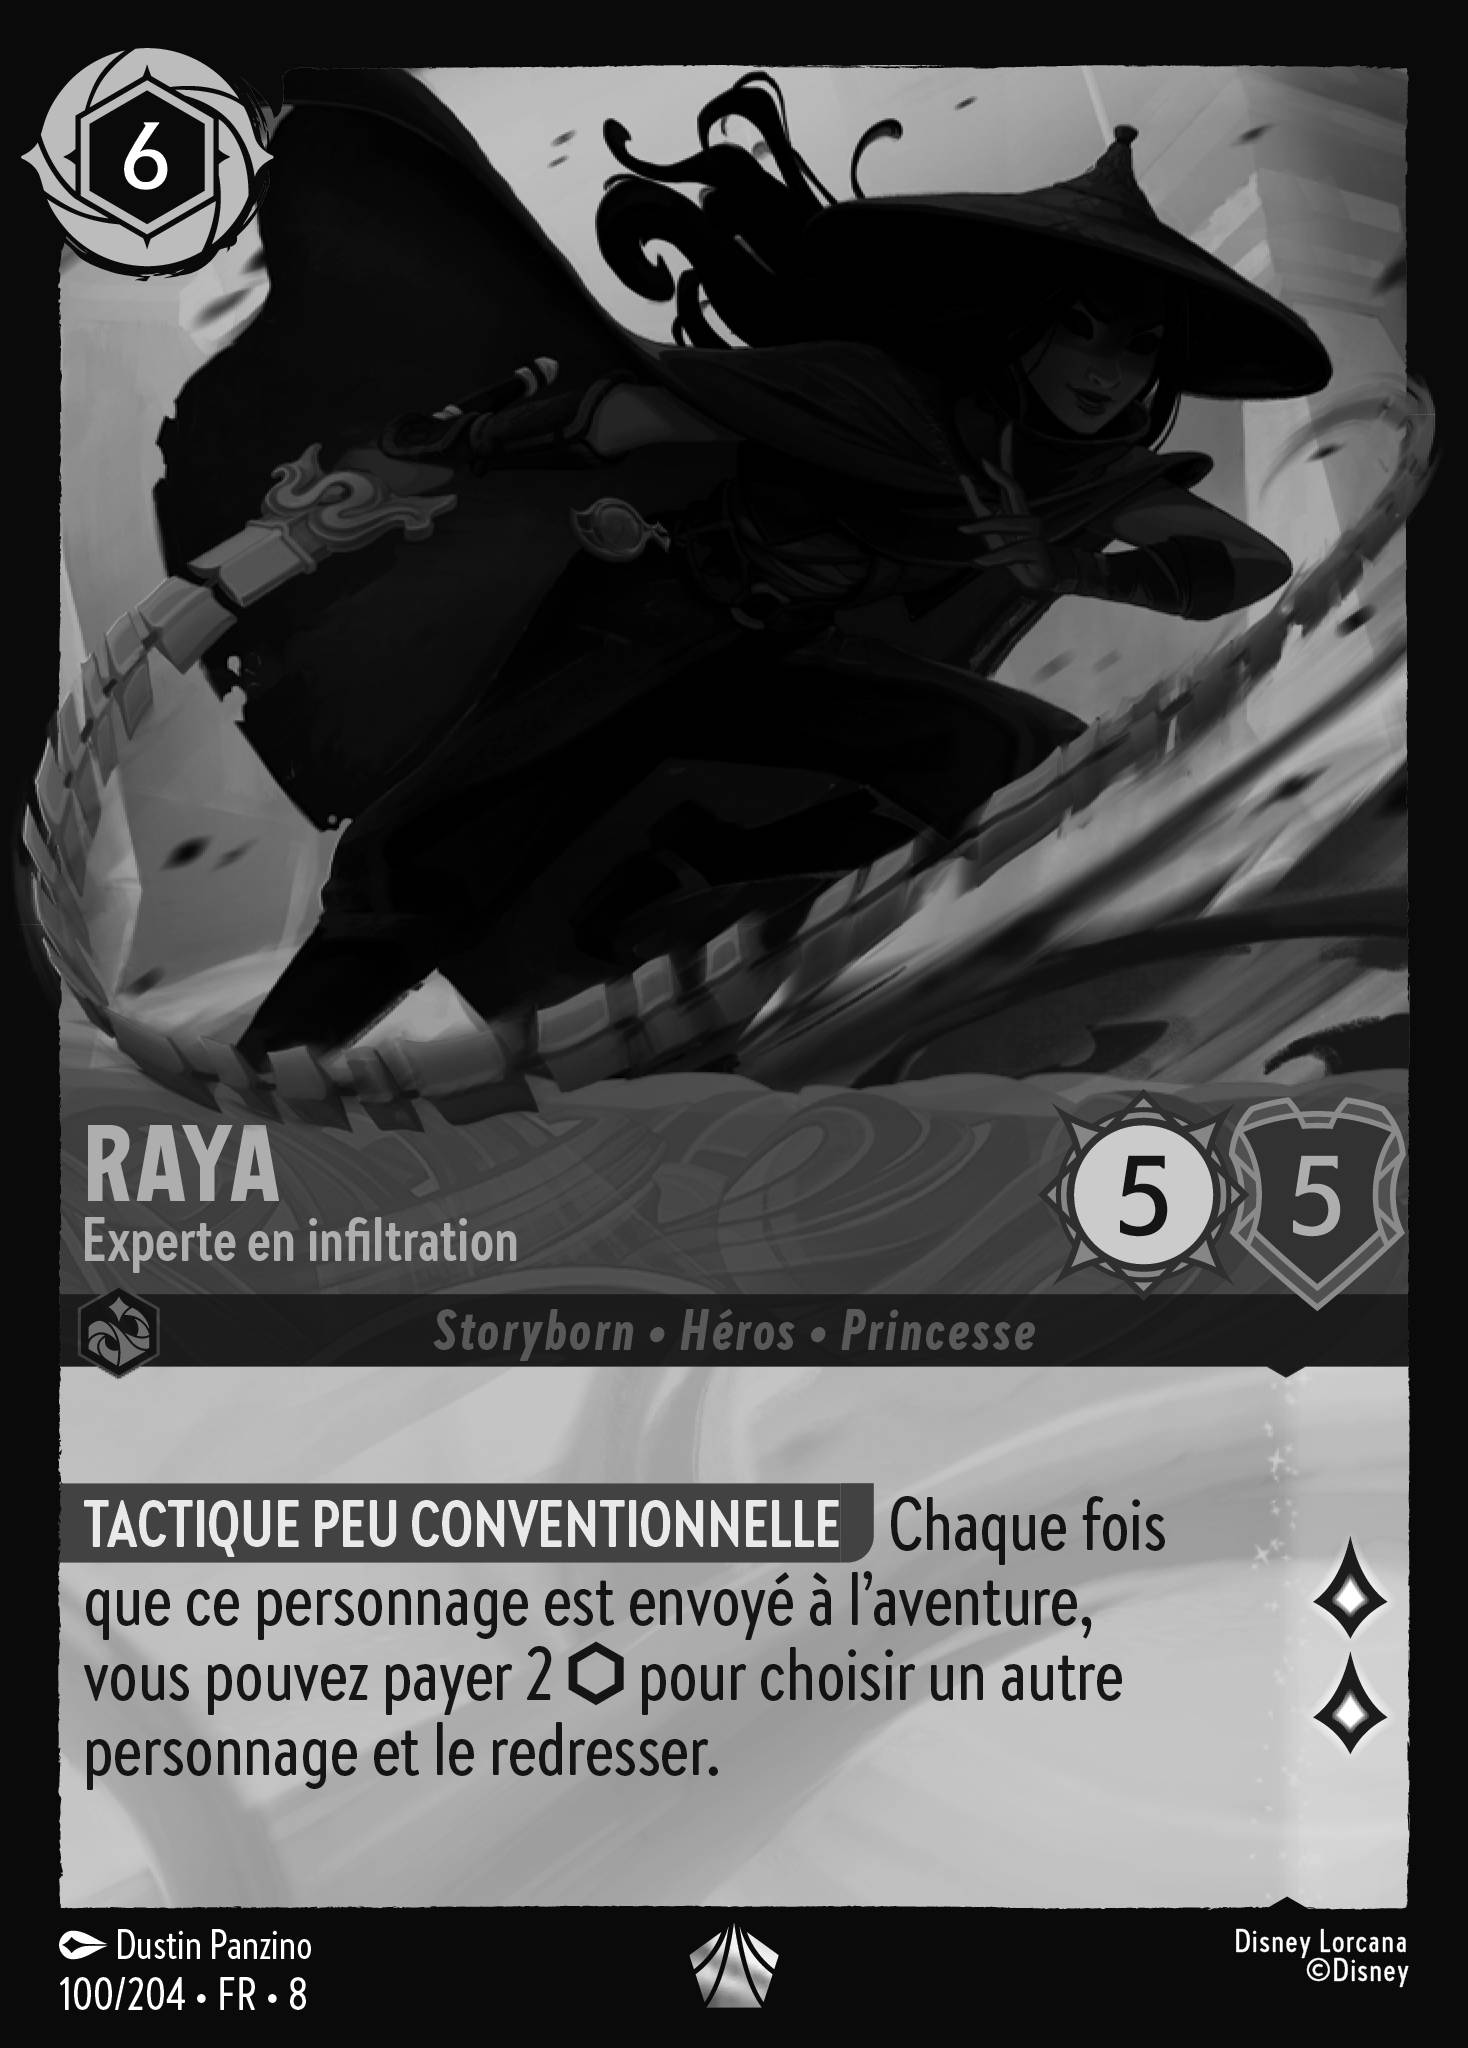 6
RAYA
Experte en infiltration
5 5
Storyborn • Héros • Princesse
TACTIQUE PEU CONVENTIONNELLE Chaque fois
que ce personnage est envoyé à l’aventure,
vous pouvez payer 2 ⬡ pour choisir un autre
personnage et le redresser.
Dustin Panzino
100/204 • FR • 8
Disney Lorcana
©Disney